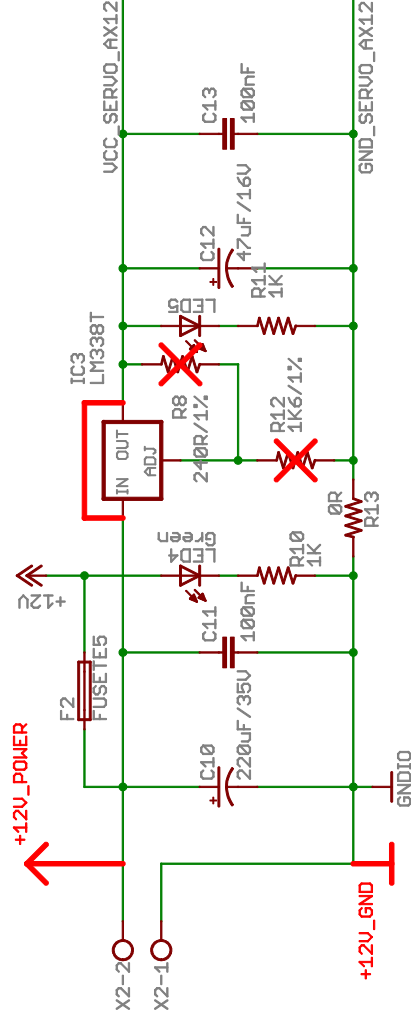 VCC_SERVO_AX12
GND_SERVO_AX12
C13
100nF
C12
47uF/16V
LED5
R11
1K
IC3
LM338T
R8
240R/1%
R12
1K6/1%
IN
OUT
ADJ
0R
R13
+12V
LED4
Green
R10
1K
C11
100nF
F2
FUSETE5
C10
220uF/35V
+12V_POWER
GNDIO
+12V_GND
X2-2
X2-1